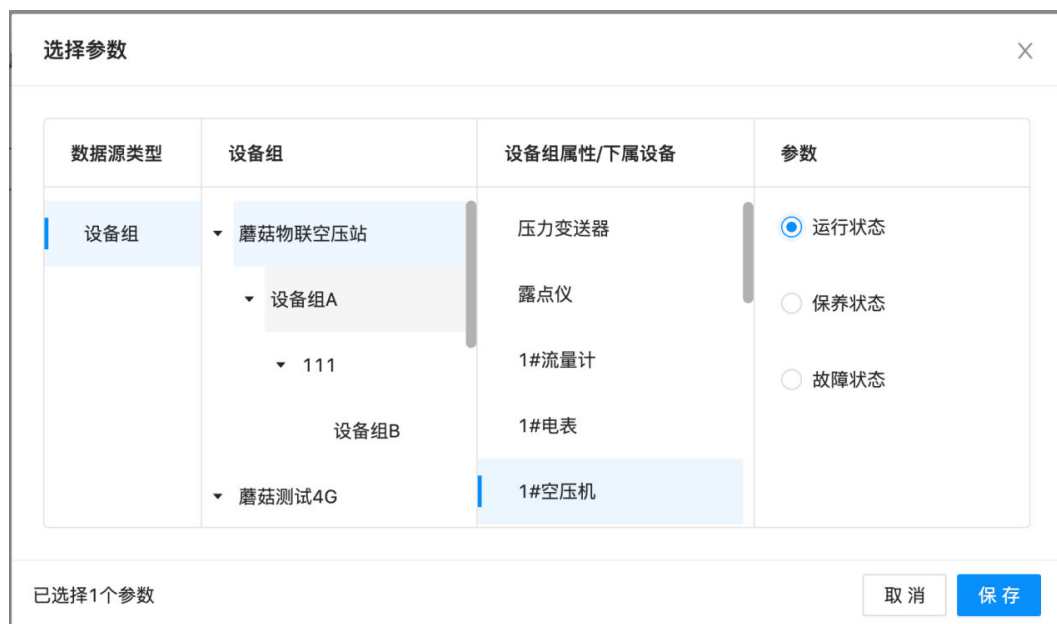 选择参数
数据源类型 设备组 设备组属性/下属设备 参数
设备组 蘑菇物联空压站 压力变送器 运行状态
设备组A 露点仪 保养状态
111 1#流量计 故障状态
设备组B 1#电表
蘑菇测试4G 1#空压机
已选择1个参数 取消 保存